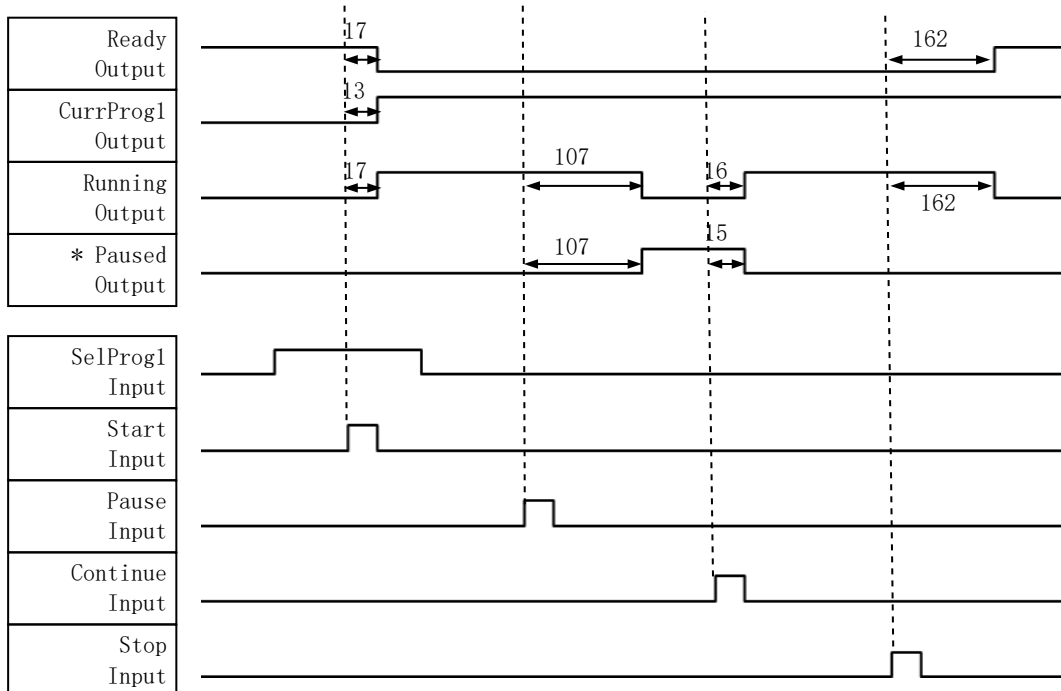 Ready
Output
17
162
CurrProg1
Output
13
Running
Output
17
107
16
162
* Paused
Output
107
15
SelProg1
Input
Start
Input
Pause
Input
Continue
Input
Stop
Input